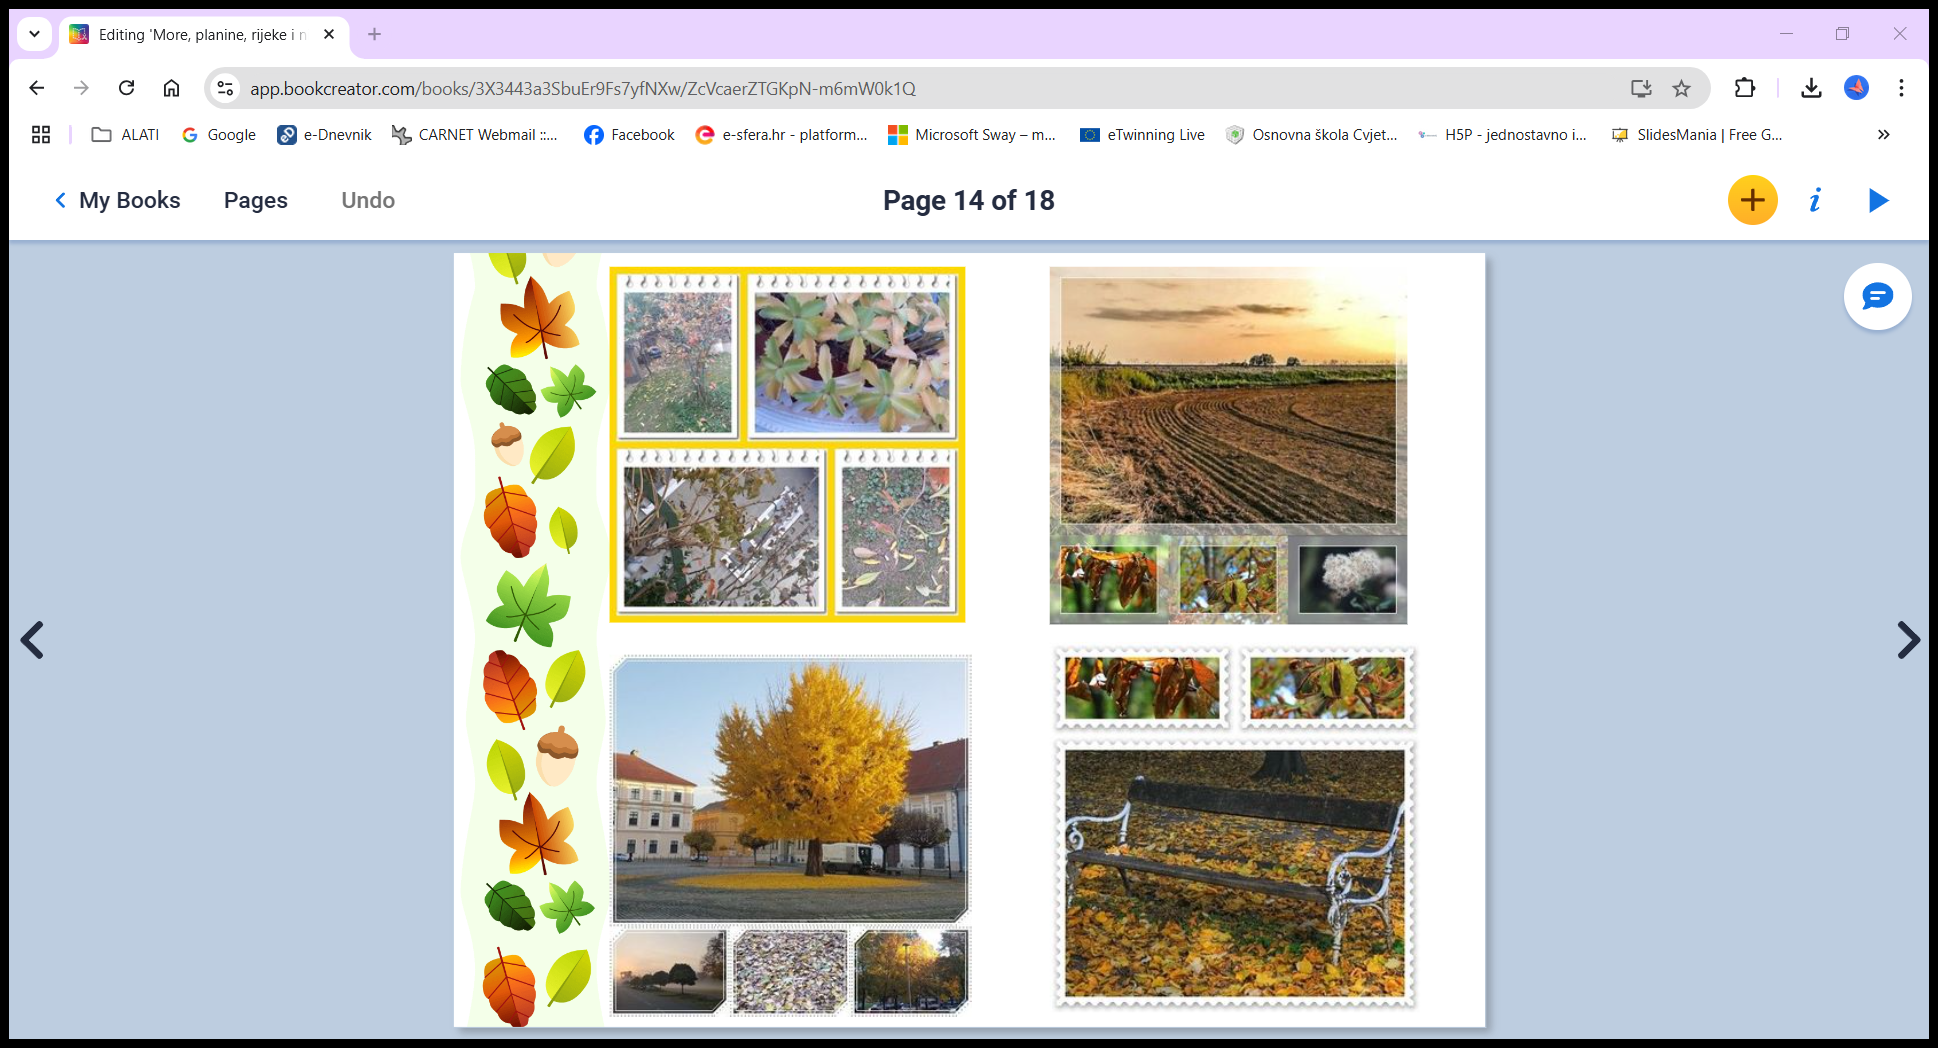 Editing 'More, planine, rijeke i n
app.bookcreator.com/books/3X3443a3SbuEr9Fs7yfNXw/ZcVcaerZTGKpN-m6mW0k1Q
ALATI Google e-Dnevnik CARNET Webmail ::... Facebook e-sfera.hr - platform... Microsoft Sway – m... eTwinning Live Osnovna škola Cvjet... H5P - jednostavno i... SlidesMania | Free G...
My Books Pages Undo Page 14 of 18